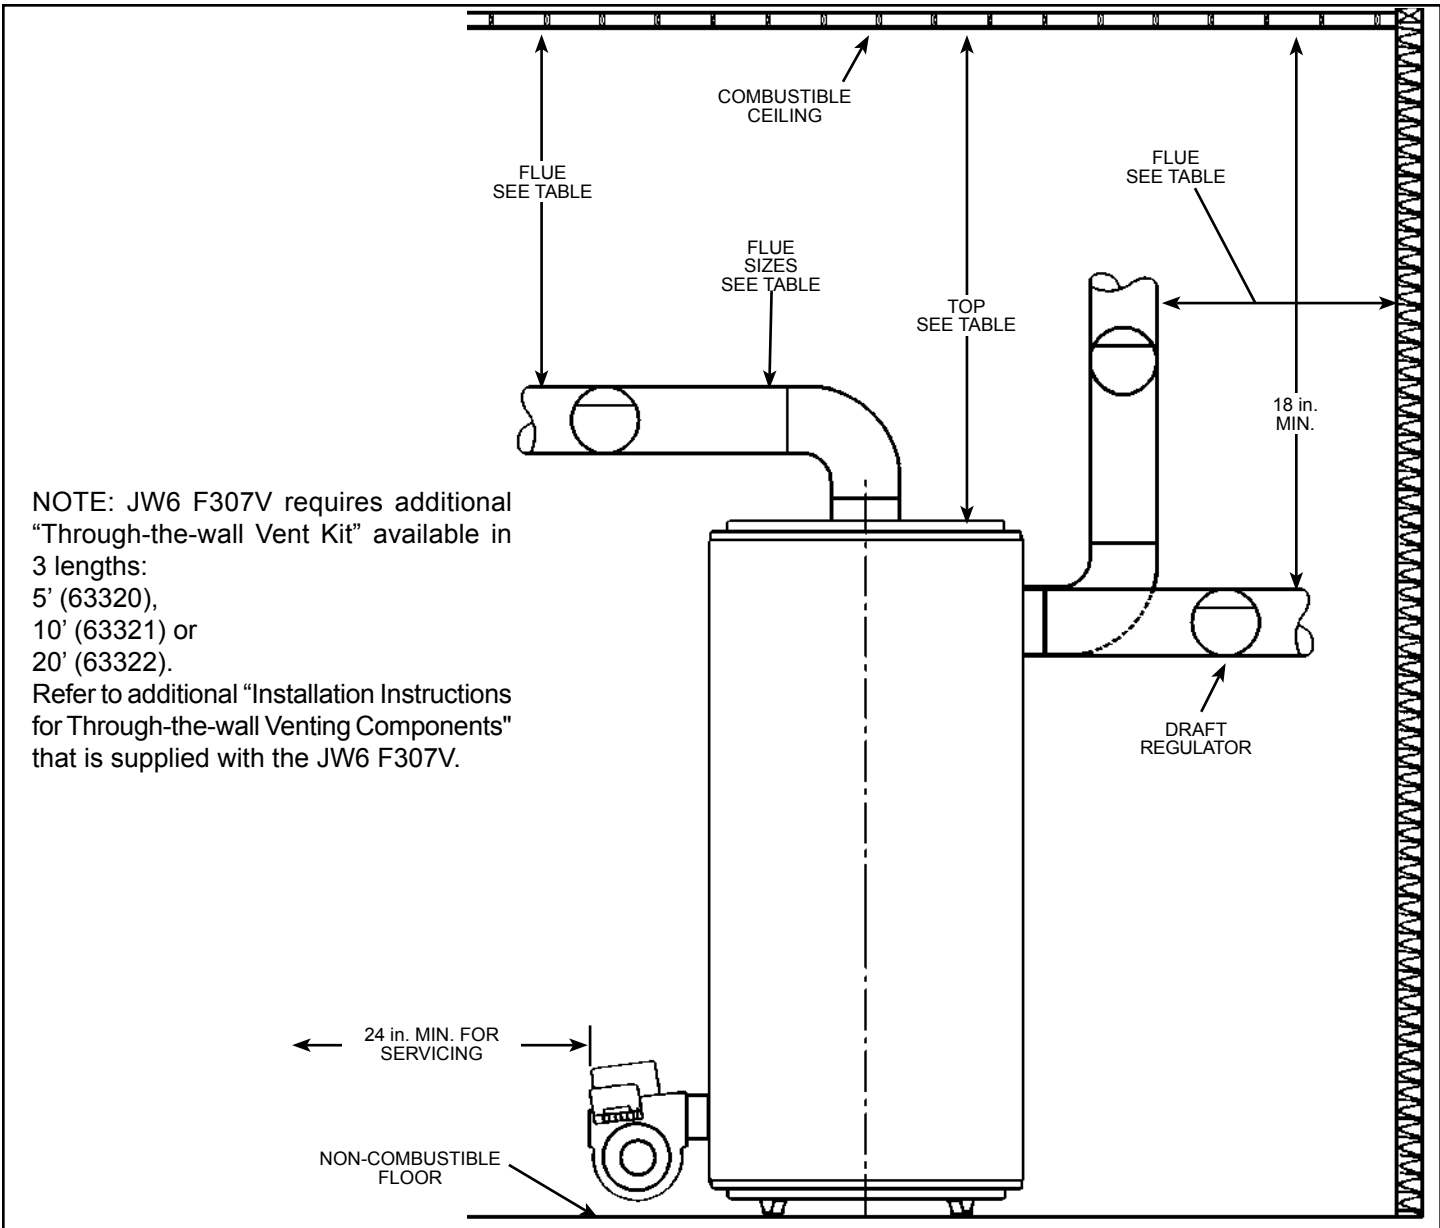 COMBUSTIBLE
CEILING
FLUE
SEE TABLE
FLUE
SEE TABLE
FLUE
SIZES
SEE TABLE
TOP
SEE TABLE
18 in.
MIN.
NOTE: JW6 F307V requires additional
“Through-the-wall Vent Kit” available in
3 lengths:
5’ (63320),
10’ (63321) or
20’ (63322).
Refer to additional “Installation Instructions
for Through-the-wall Venting Components"
that is supplied with the JW6 F307V.
DRAFT
REGULATOR
24 in. MIN. FOR
SERVICING
NON-COMBUSTIBLE
FLOOR